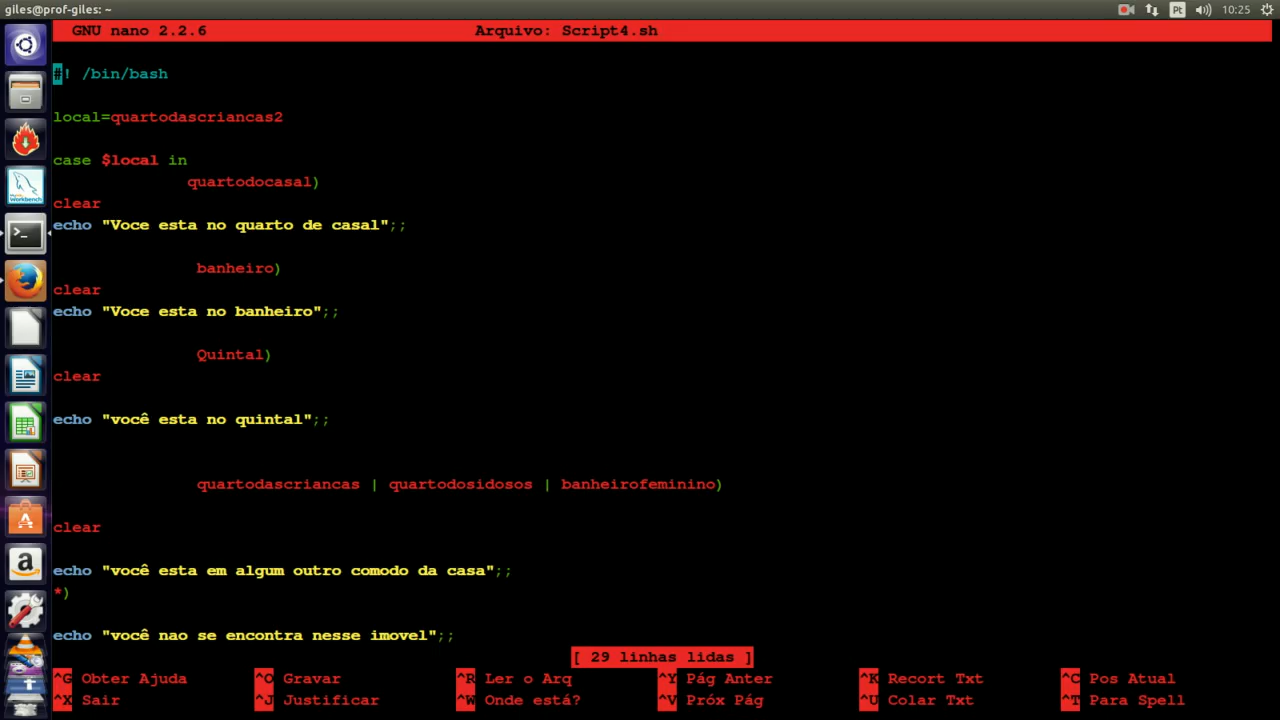 giles@prof-giles: ~
Pt
10:25
GNU nano 2.2.6 Arquivo: Script4.sh
#! /bin/bash
local=quartodascriancas2
case $local in
quartodocasal)
clear
echo "Voce esta no quarto de casal";;
banheiro)
clear
echo "Voce esta no banheiro";;
Quintal)
clear
echo "você esta no quintal";;
quartodascriancas | quartodosidosos | banheirofeminino)
clear
echo "você esta em algum outro comodo da casa";;
*)
echo "você nao se encontra nesse imovel";;
[ 29 linhas lidas ]
^G Obter Ajuda ^O Gravar ^R Ler o Arq ^Y Pág Anter ^K Recort Txt ^C Pos Atual
^X Sair ^J Justificar ^W Onde está? ^V Próx Pág ^U Colar Txt ^T Para Spell
Workbench